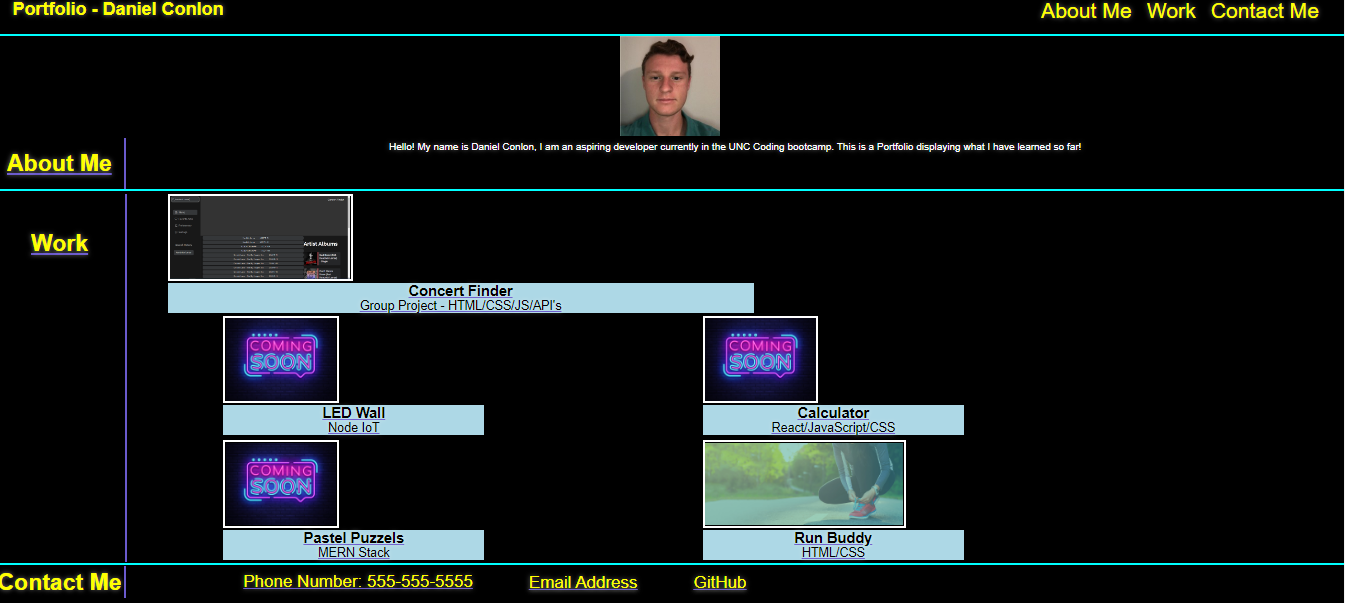 Portfolio - Daniel Conlon
About Me Work Contact Me
Hello! My name is Daniel Conlon, I am an aspiring developer currently in the UNC Coding bootcamp. This is a Portfolio displaying what I have learned so far!
About Me
Work
Artist Albums
Concert Finder
Group Project - HTML/CSS/JS/API's
COMING
SOON
LED Wall
Node IoT
COMING
SOON
Calculator
React/JavaScript/CSS
COMING
SOON
Pastel Puzzels
MERN Stack
Run Buddy
HTML/CSS
Contact Me
Phone Number: 555-555-5555
Email Address
GitHub